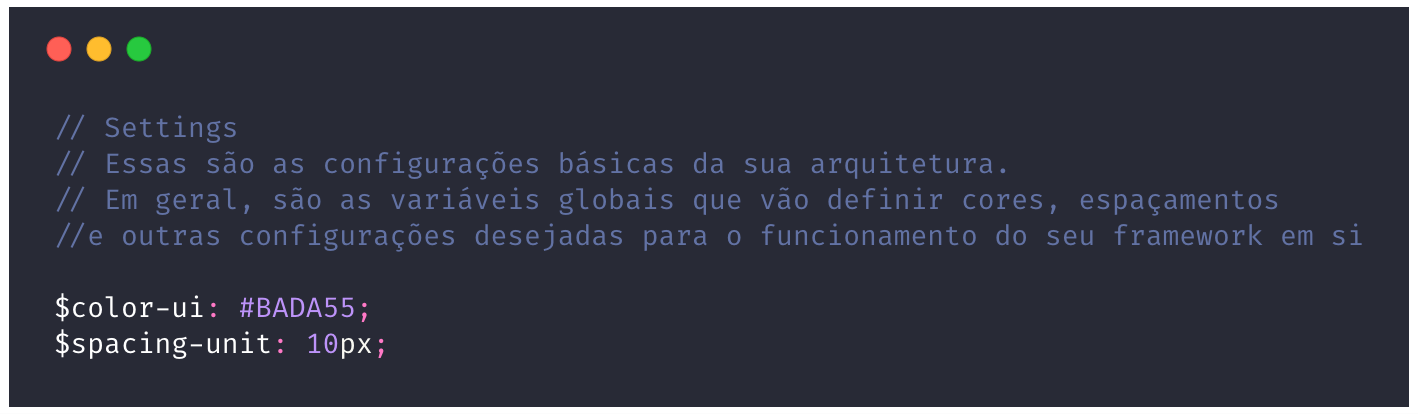 // Settings
// Essas são as configurações básicas da sua arquitetura.
// Em geral, são as variáveis globais que vão definir cores, espaçamentos
//e outras configurações desejadas para o funcionamento do seu framework em si
$color-ui: #BADA55;
$spacing-unit: 10px;